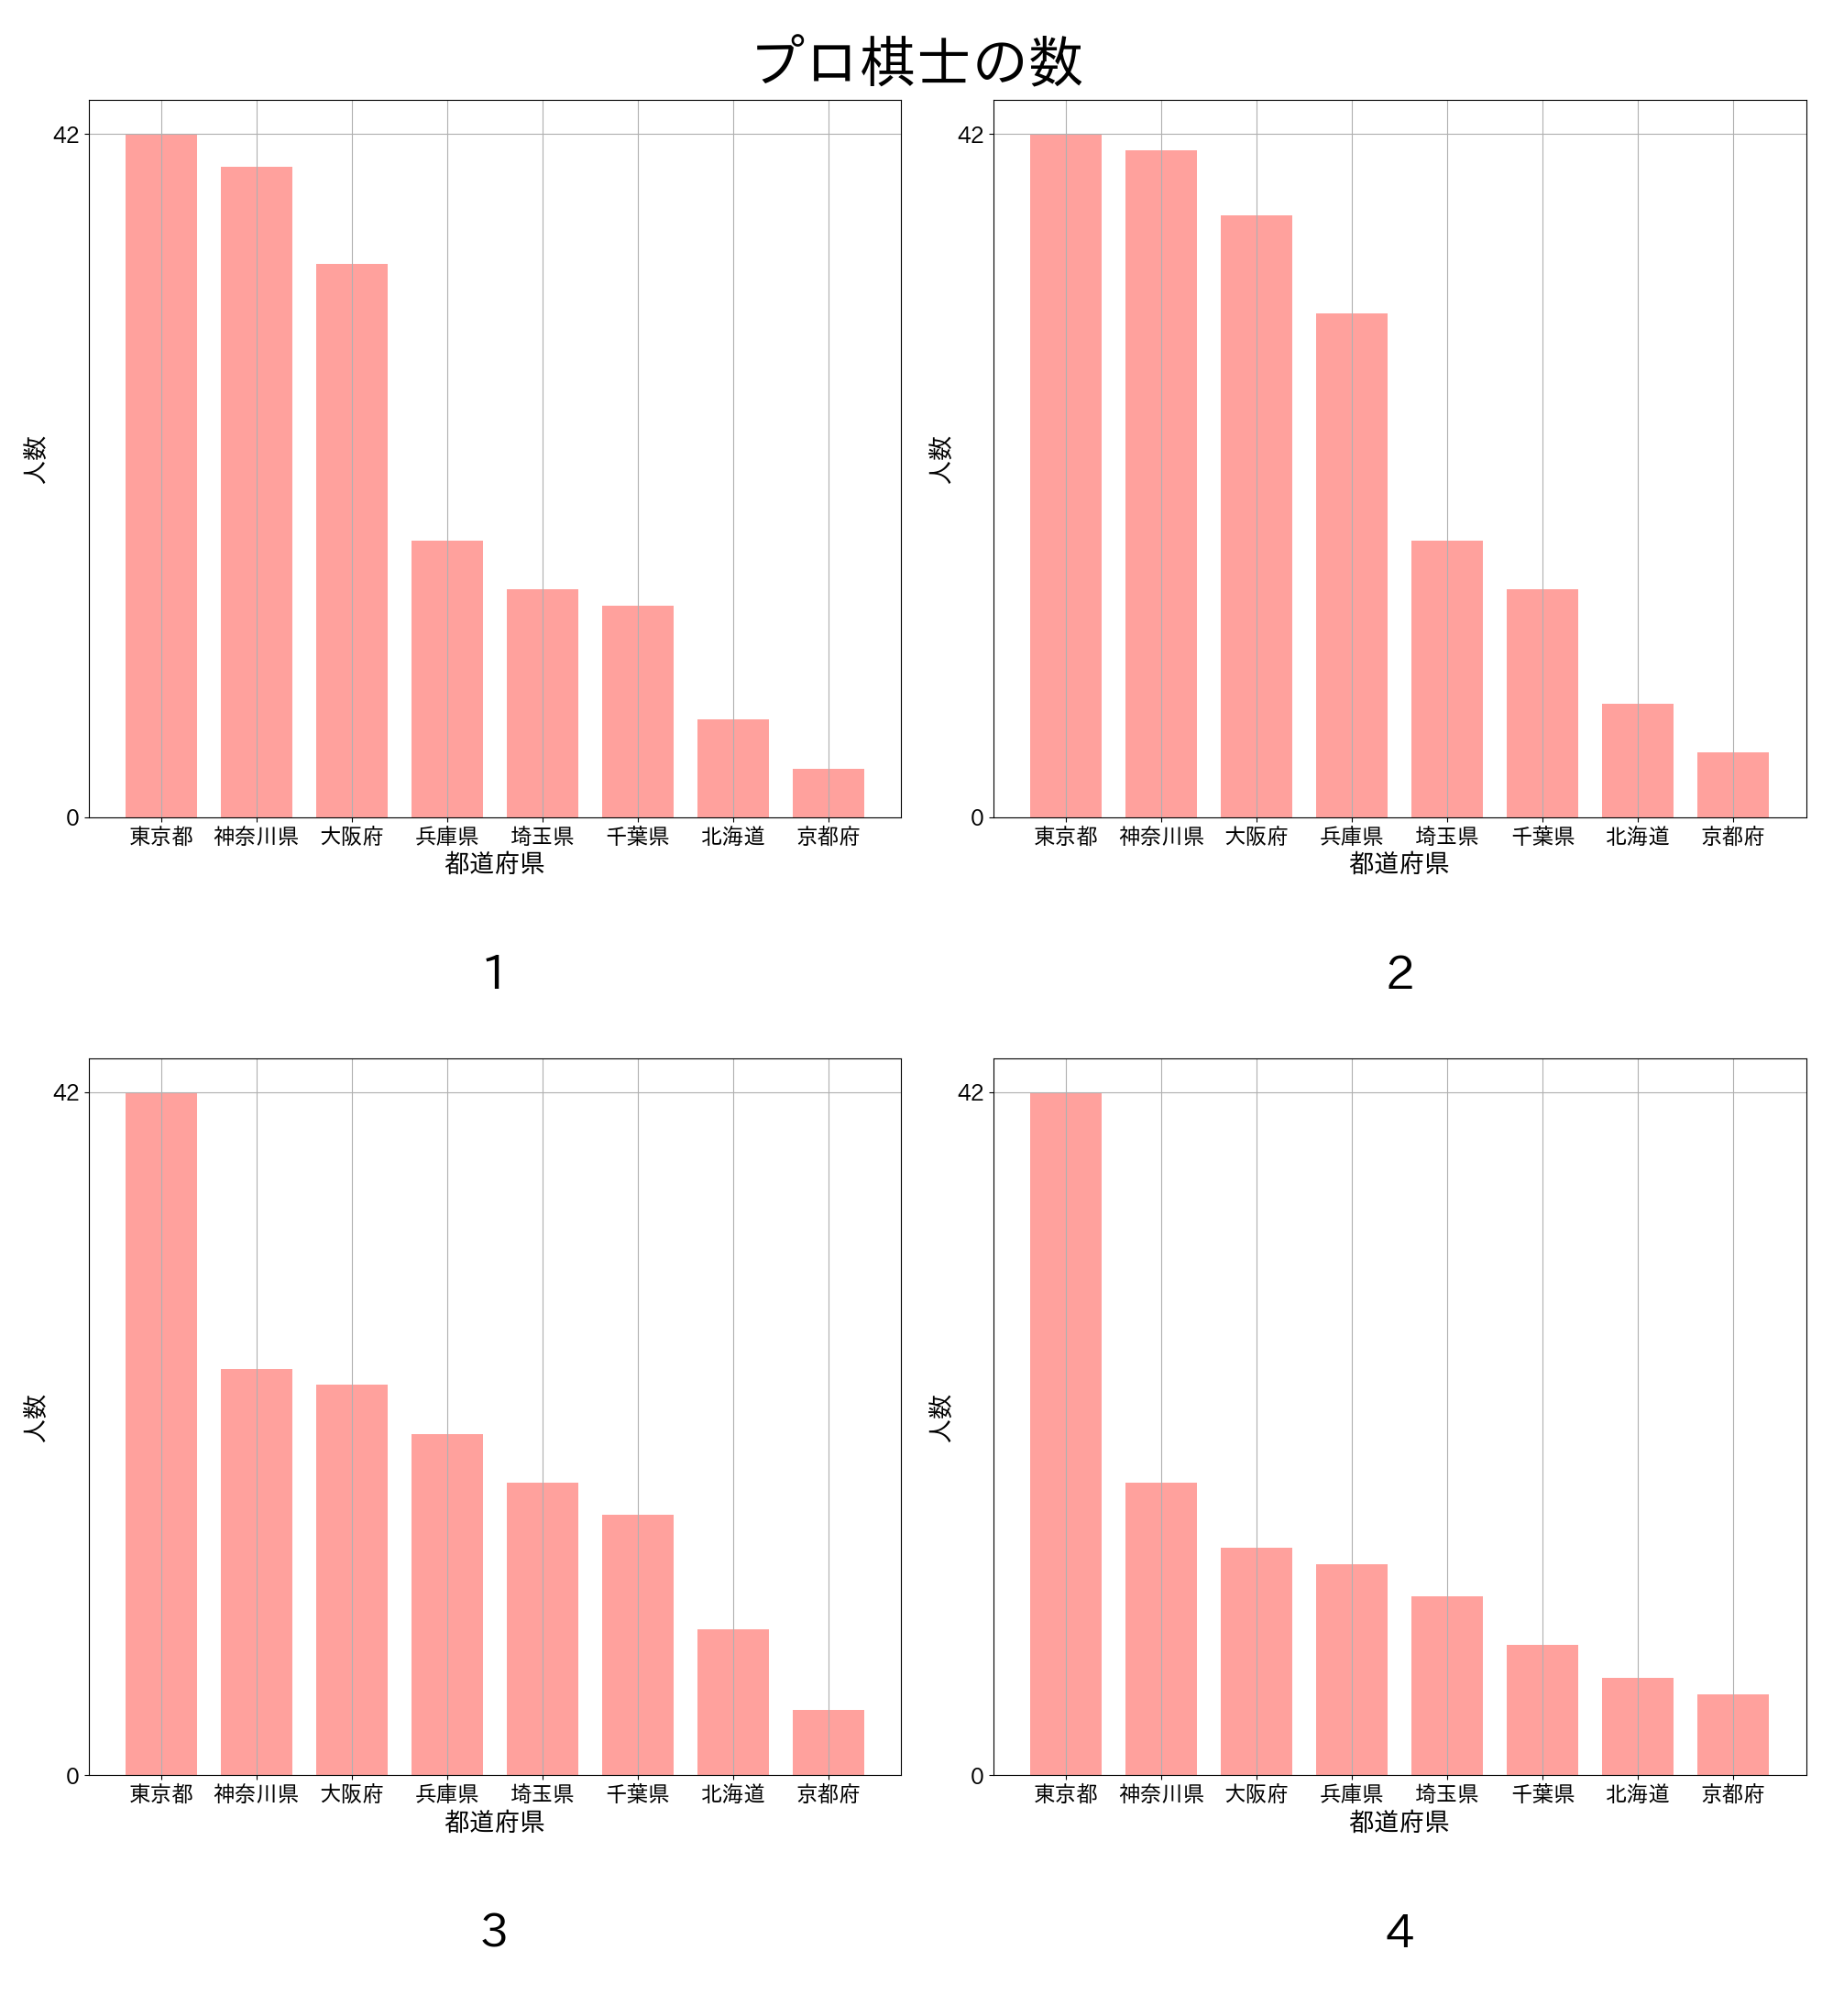 プロ棋士の数
42
0
人数
東京都 神奈川県 大阪府 兵庫県 埼玉県 千葉県 北海道 京都府
都道府県
1
42
0
人数
東京都 神奈川県 大阪府 兵庫県 埼玉県 千葉県 北海道 京都府
都道府県
2
42
0
人数
東京都 神奈川県 大阪府 兵庫県 埼玉県 千葉県 北海道 京都府
都道府県
3
42
0
人数
東京都 神奈川県 大阪府 兵庫県 埼玉県 千葉県 北海道 京都府
都道府県
4